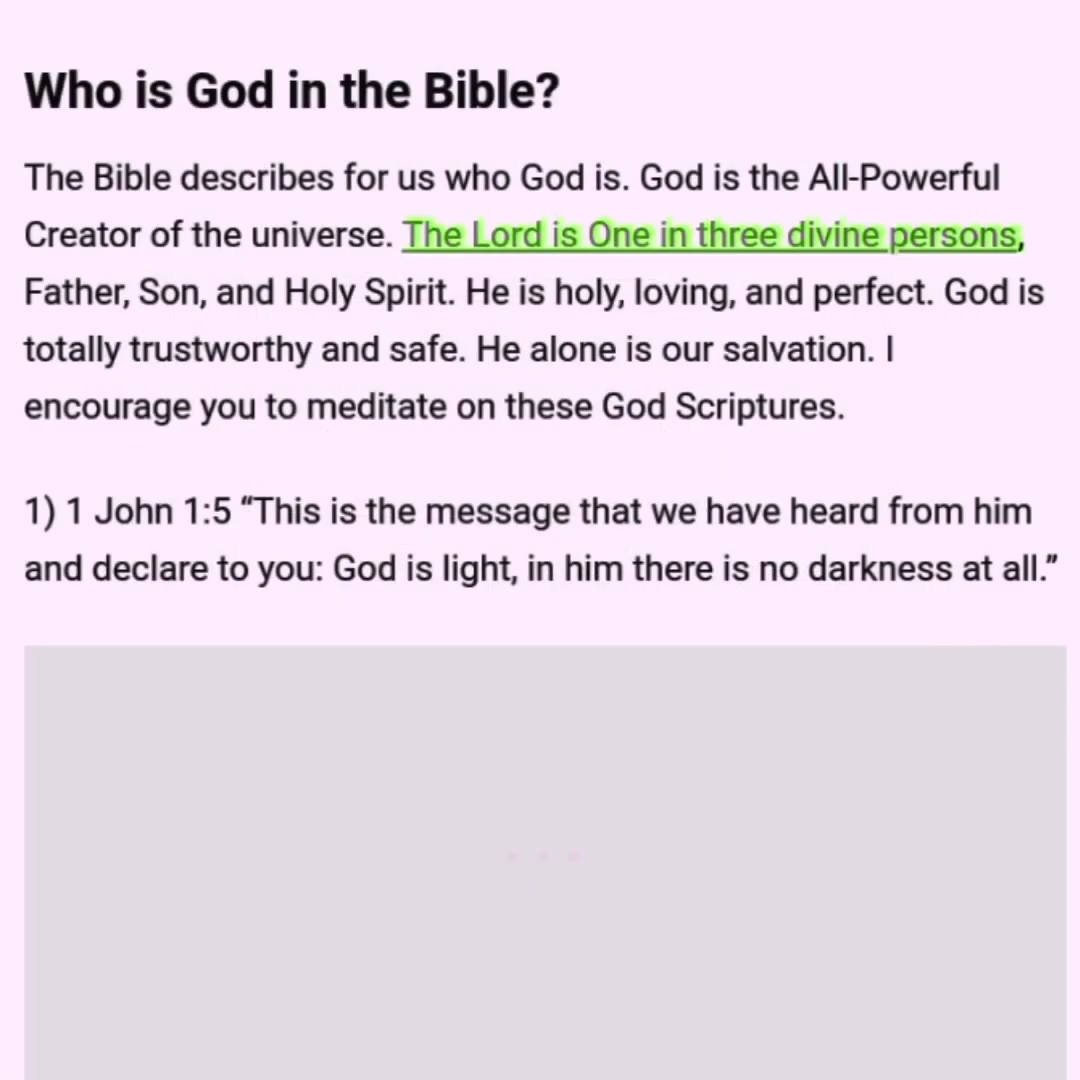 Who is God in the Bible?
The Bible describes for us who God is. God is the All-Powerful
Creator of the universe. The Lord is One in three divine persons,
Father, Son, and Holy Spirit. He is holy, loving, and perfect. God is
totally trustworthy and safe. He alone is our salvation. I
encourage you to meditate on these God Scriptures.
1) 1 John 1:5 “This is the message that we have heard from him
and declare to you: God is light, in him there is no darkness at all.”